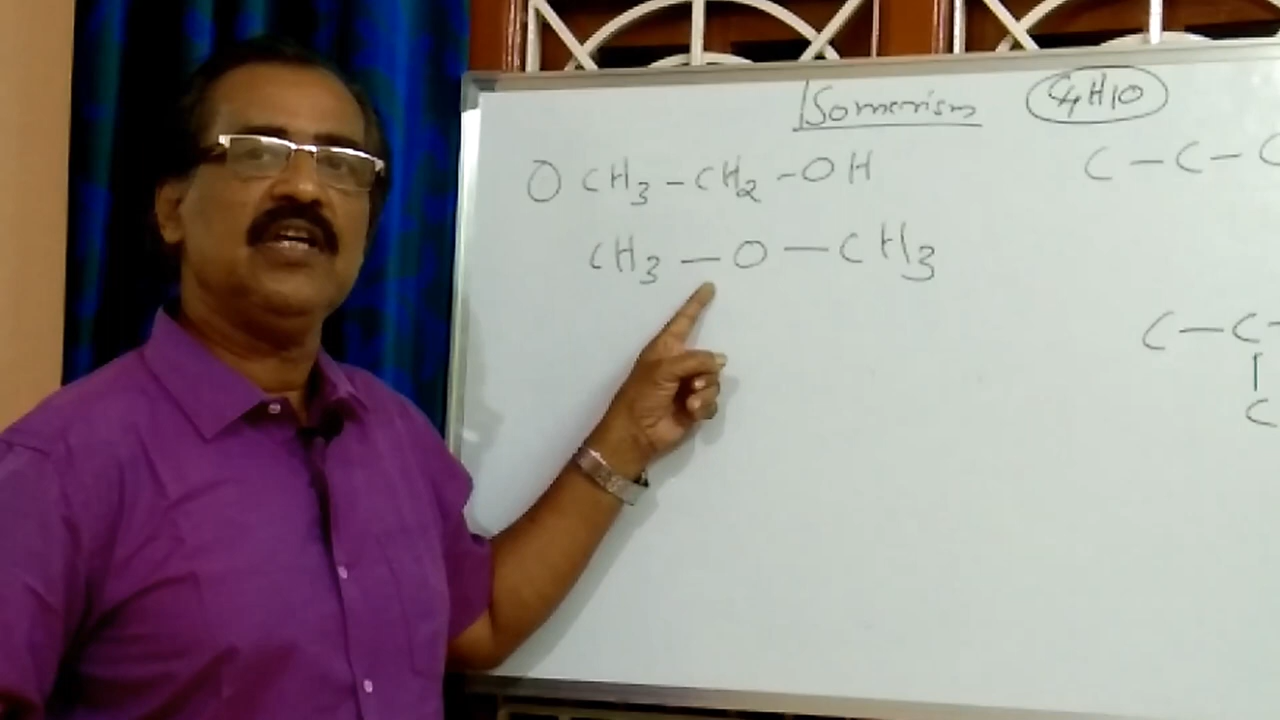 Isomerism C4H10
O CH3 - CH2 - OH
C - C - C
CH3 - O - CH3
C - C -
|
C